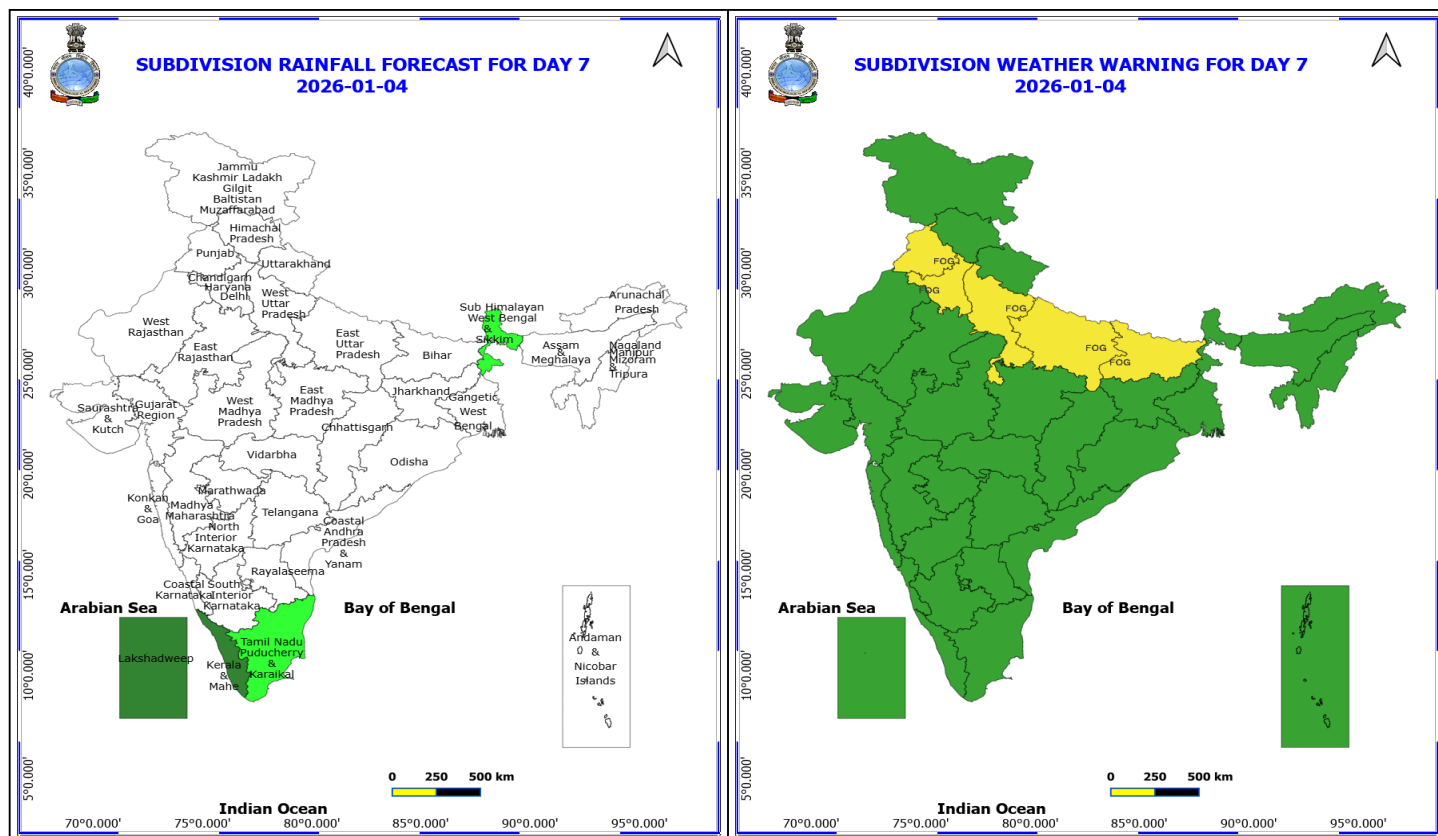 SUBDIVISION RAINFALL FORECAST FOR DAY 7
2026-01-04
40°0.000'
35°0.000'
30°0.000'
25°0.000'
20°0.000'
15°0.000'
10°0.000'
5°0.000'
Jammu
Kashmir Ladakh
Gilgit
Baltistan
Muzaffarabad
Himachal
Pradesh
Punjab
Uttarakhand
Chandigarh
Haryana
Delhi
West
Uttar
Pradesh
Arunachal
Pradesh
Sub Himalayan
West Bengal
&
Sikkim
West
Rajasthan
East
Rajasthan
East
Uttar
Pradesh
Bihar
Assam
&
Meghalaya
Nagaland
Manipur
Mizoram
&
Tripura
Saurashtra
&
Kutch
Gujarat
Region
West
Madhya
Pradesh
East
Madhya
Pradesh
Jharkhand
Gangetic
West
Bengal
Chhattisgarh
Vidarbha
Odisha
Konkan
&
Goa
Madhya
Maharashtra
Marathwada
Telangana
North
Interior
Karnataka
Coastal
Andhra
Pradesh
&
Yanam
Rayalaseema
Coastal
Karnataka
South
Interior
Karnataka
Arabian Sea
Bay of Bengal
Lakshadweep
Kerala
&
Mahe
Tamil Nadu
Puducherry
&
Karaikal
Andaman
&
Nicobar
Islands
0 250 500 km
Indian Ocean
70°0.000' 75°0.000' 80°0.000' 85°0.000' 90°0.000' 95°0.000'
SUBDIVISION WEATHER WARNING FOR DAY 7
2026-01-04
40°0.000'
35°0.000'
30°0.000'
25°0.000'
20°0.000'
15°0.000'
10°0.000'
5°0.000'
FOG
FOG
FOG
FOG
FOG
Arabian Sea
Bay of Bengal
0 250 500 km
Indian Ocean
70°0.000' 75°0.000' 80°0.000' 85°0.000' 90°0.000' 95°0.000'